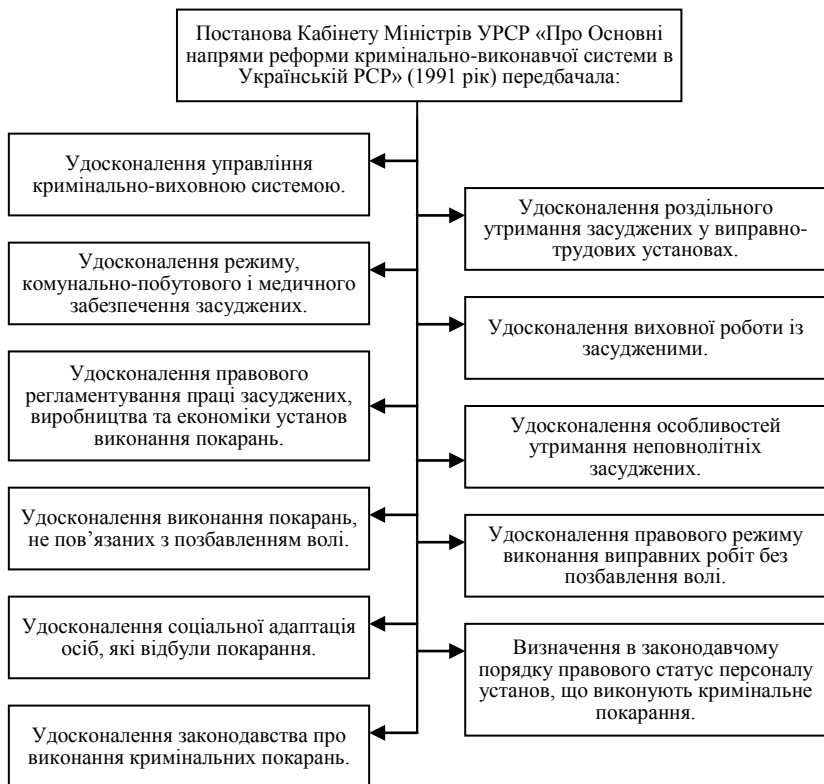 Постанова Кабінету Міністрів УРСР «Про Основні
напрями реформи кримінально-виконавчої системи в
Українській РСР» (1991 рік) передбачала:
Удосконалення управління
кримінально-виховною системою.
Удосконалення роздільного
утримання засуджених у виправно-
трудових установах.
Удосконалення режиму,
комунально-побутового і медичного
забезпечення засуджених.
Удосконалення виховної роботи із
засудженими.
Удосконалення правового
регламентування праці засуджених,
виробництва та економіки установ
виконання покарань.
Удосконалення особливостей
утримання неповнолітніх
засуджених.
Удосконалення виконання покарань,
не пов’язаних з позбавленням волі.
Удосконалення правового режиму
виконання виправних робіт без
позбавлення волі.
Удосконалення соціальної адаптація
осіб, які відбули покарання.
Визначення в законодавчому
порядку правового статус персоналу
установ, що виконують кримінальне
покарання.
Удосконалення законодавства про
виконання кримінальних покарань.